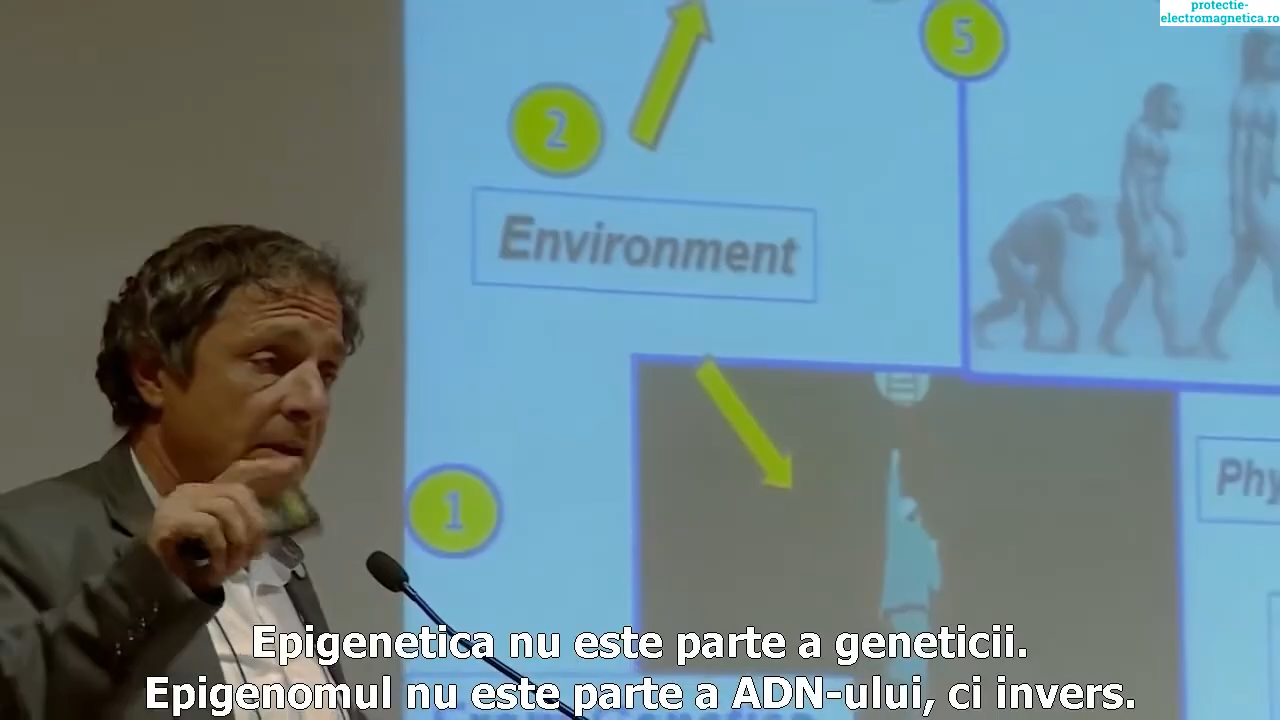 protectie-
electromagnetica.ro
5
2
Environment
1
Epigenetica nu este parte a geneticii.
Epigenomul nu este parte a ADN-ului, ci invers.